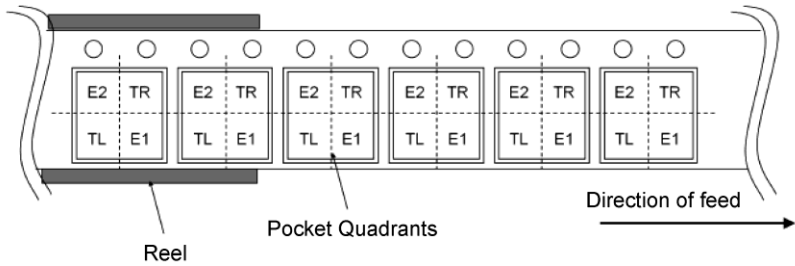 E2 TR E2 TR E2 TR E2 TR E2 TR E2 TR
TL E1 TL E1 TL E1 TL E1 TL E1 TL E1
Direction of feed
Pocket Quadrants
Reel